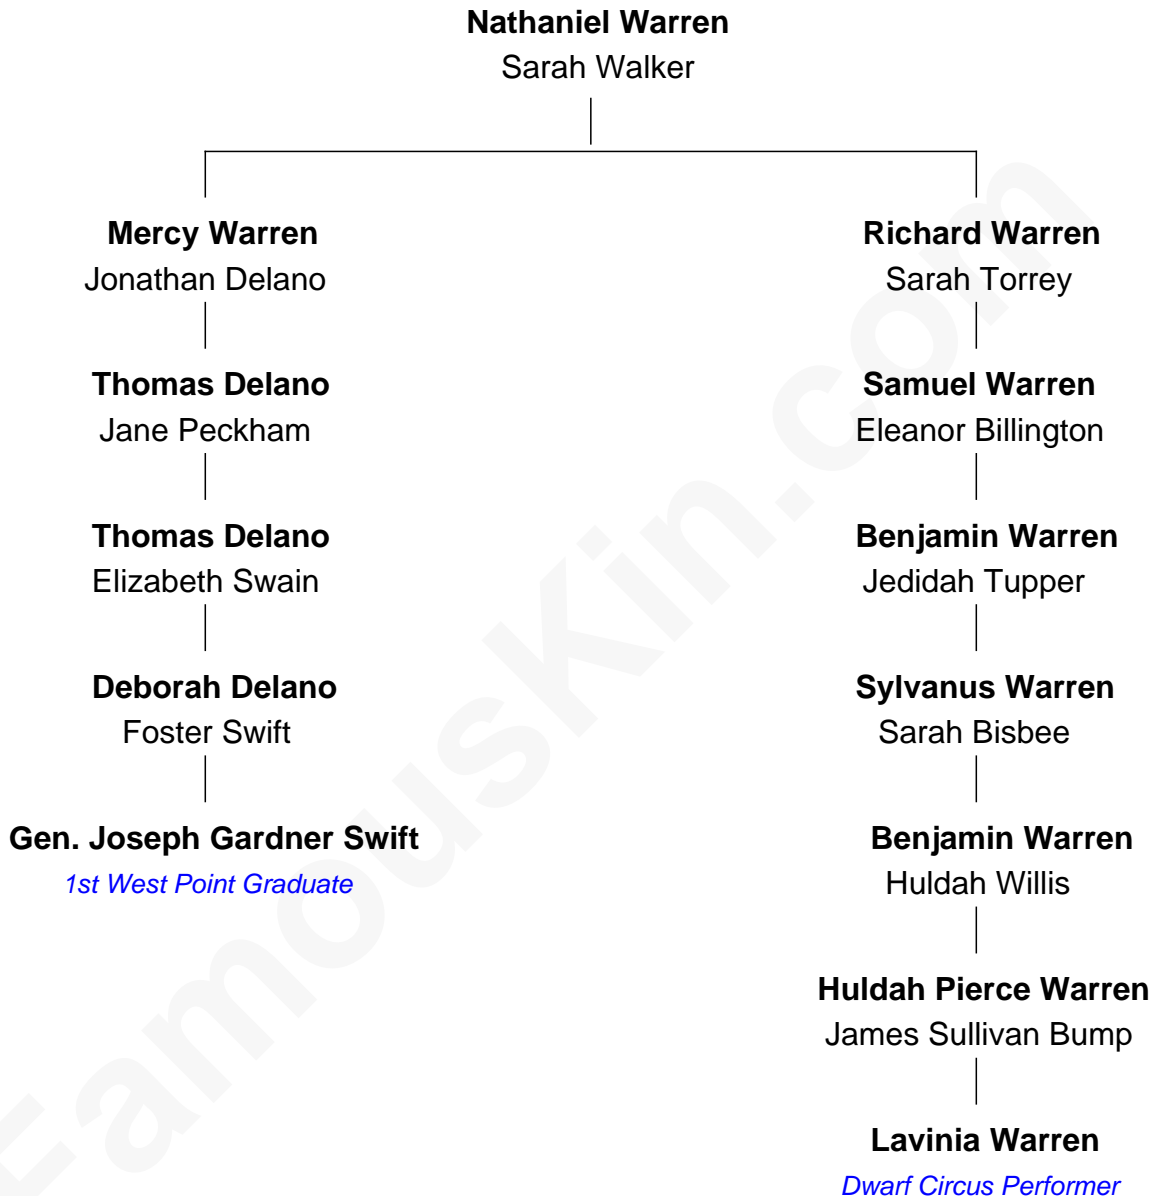 Nathaniel Warren
Sarah Walker
Mercy Warren
Jonathan Delano
Richard Warren
Sarah Torrey
Thomas Delano
Jane Peckham
Samuel Warren
Eleanor Billington
Thomas Delano
Elizabeth Swain
Benjamin Warren
Jedidah Tupper
Deborah Delano
Foster Swift
Sylvanus Warren
Sarah Bisbee
Gen. Joseph Gardner Swift
1st West Point Graduate
Benjamin Warren
Huldah Willis
Huldah Pierce Warren
James Sullivan Bump
Lavinia Warren
Dwarf Circus Performer
FamousKin.com